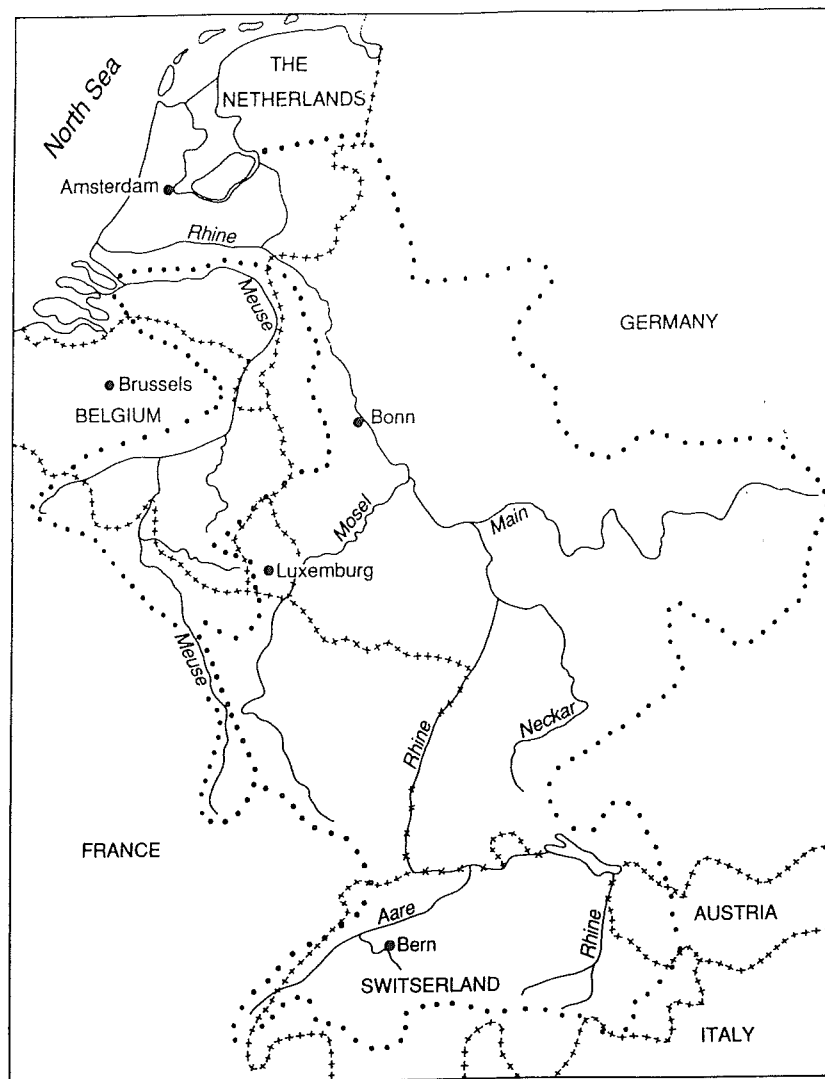 THE
NETHERLANDS
North Sea
Amsterdam
Rhine
Meuse
GERMANY
Brussels
BELGIUM
Bonn
Mosel
Main
Luxemburg
Meuse
Rhine
Neckar
FRANCE
Aare
AUSTRIA
Bern
Rhine
SWITSERLAND
ITALY